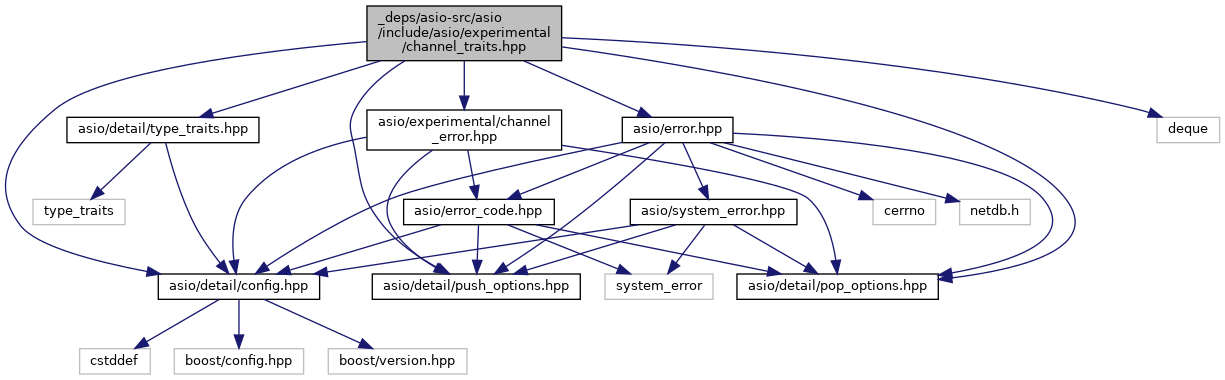 _deps/asio-src/asio
/include/asio/experimental
/channel_traits.hpp
asio/detail/type_traits.hpp
asio/experimental/channel
_error.hpp
asio/error.hpp
deque
type_traits
asio/error_code.hpp
asio/system_error.hpp
cerrno
netdb.h
asio/detail/config.hpp
asio/detail/push_options.hpp
system_error
asio/detail/pop_options.hpp
cstddef
boost/config.hpp
boost/version.hpp